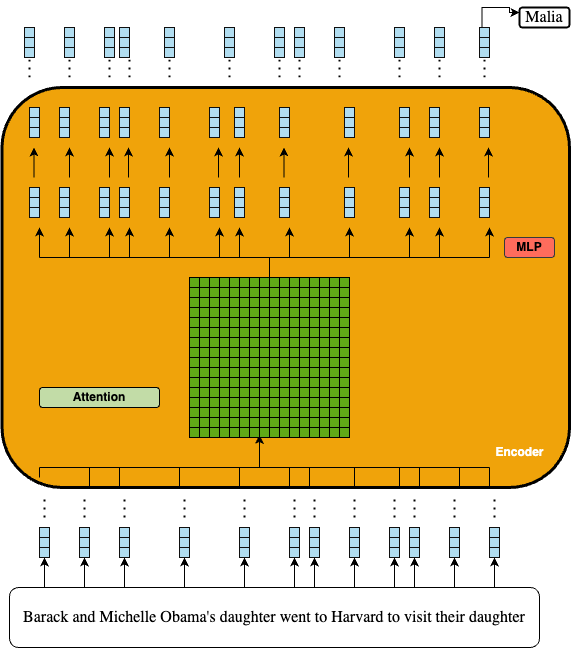 Malia
MLP
Attention
Encoder
Barack and Michelle Obama's daughter went to Harvard to visit their daughter